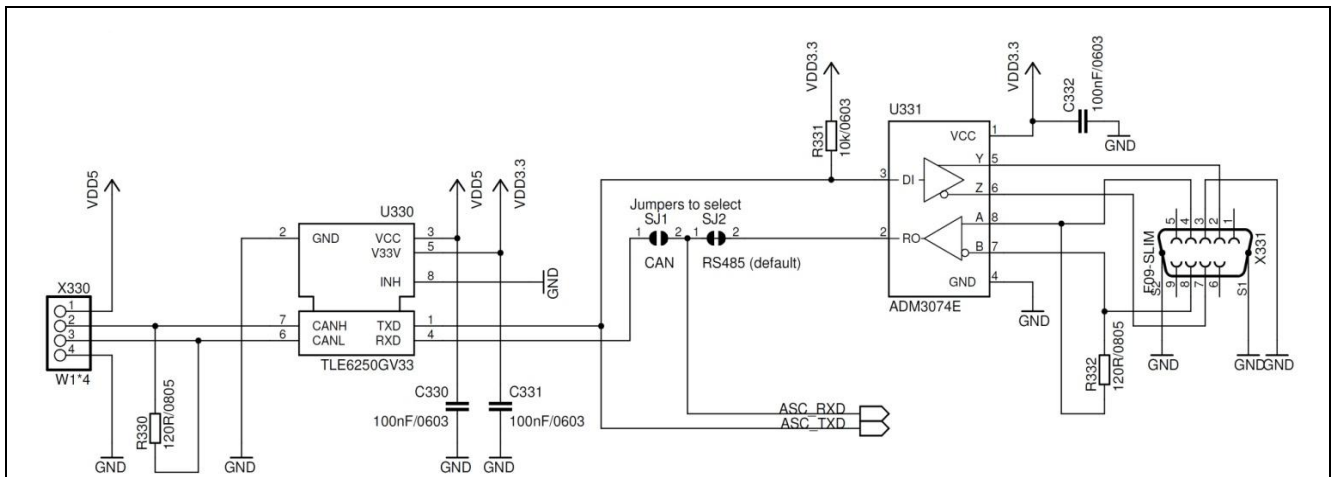 VDD5
X330
1
2
3
4
W1*4
R330
120R/0805
GND
GND
U330
2
GND
VCC
3
V33V
5
INH
8
GND
7
CANH
TXD
1
6
CANL
RXD
4
TLE6250GV33
VDD5
VDD3.3
C330
100nF/0603
GND
C331
100nF/0603
GND
Jumpers to select
SJ1
SJ2
1
2
1
2
CAN
RS485 (default)
ASC_RXD
ASC_TXD
VDD3.3
R331
10k/0603
U331
VCC
1
3
DI
Y
5
Z
6
A
8
2
RO
B
7
GND
4
ADM3074E
GND
VDD3.3
C332
100nF/0603
GND
R332
120R/0805
F09-SLIM
X331
5
4
3
2
1
9
8
7
6
S2
S1
GND
GND
GND